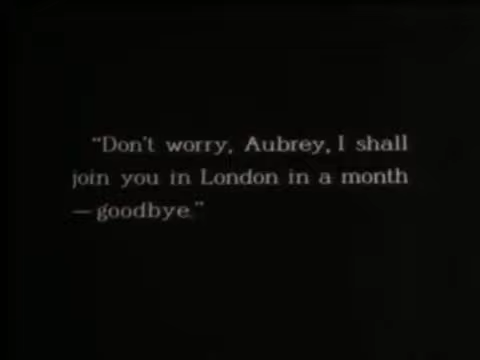 "Don't worry, Aubrey, I shall
join you in London in a month
— goodbye."